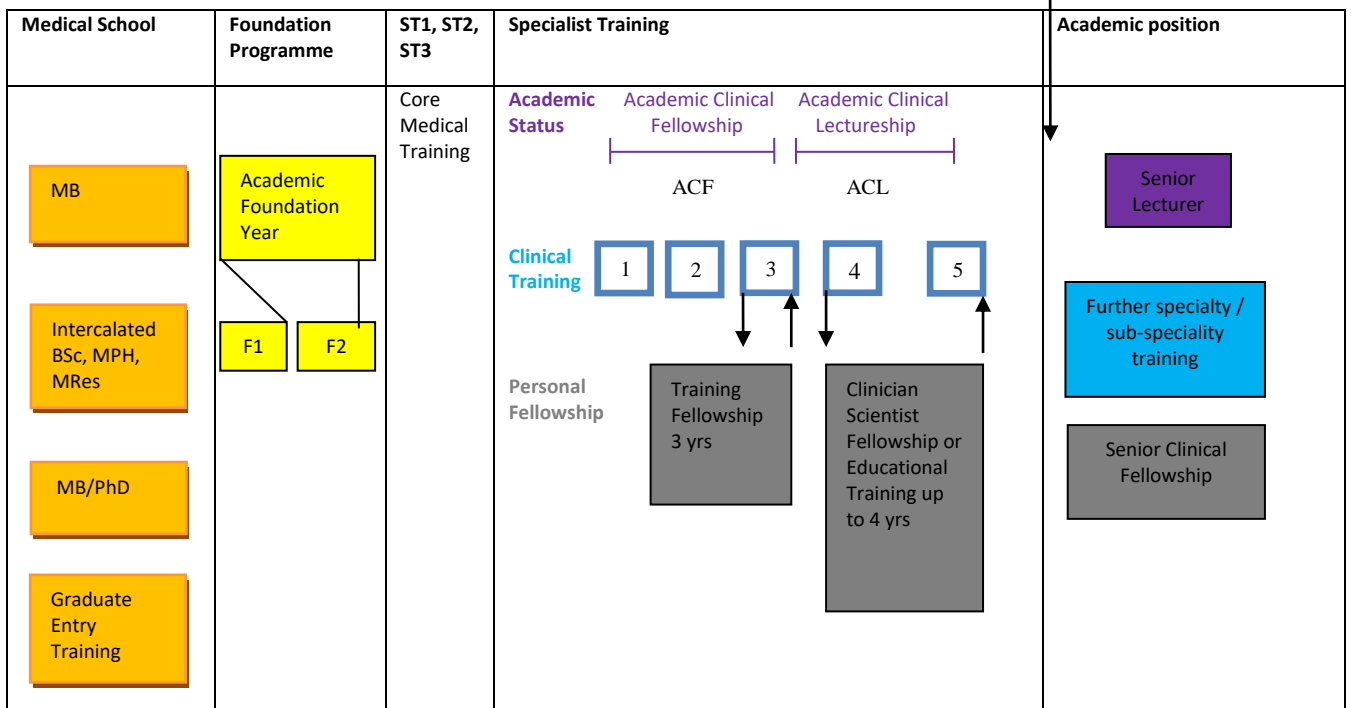 Medical School
Foundation
Programme
ST1, ST2,
ST3
Specialist Training
Academic position
MB
Intercalated
BSc, MPH,
MRes
MB/PhD
Graduate
Entry
Training
Academic
Foundation
Year
F1
F2
Core
Medical
Training
Academic
Status
Academic Clinical
Fellowship
Academic Clinical
Lectureship
ACF
ACL
Clinical
Training
1
2
3
4
5
Personal
Fellowship
Training
Fellowship
3 yrs
Clinician
Scientist
Fellowship or
Educational
Training up
to 4 yrs
Senior
Lecturer
Further specialty /
sub-speciality
training
Senior Clinical
Fellowship